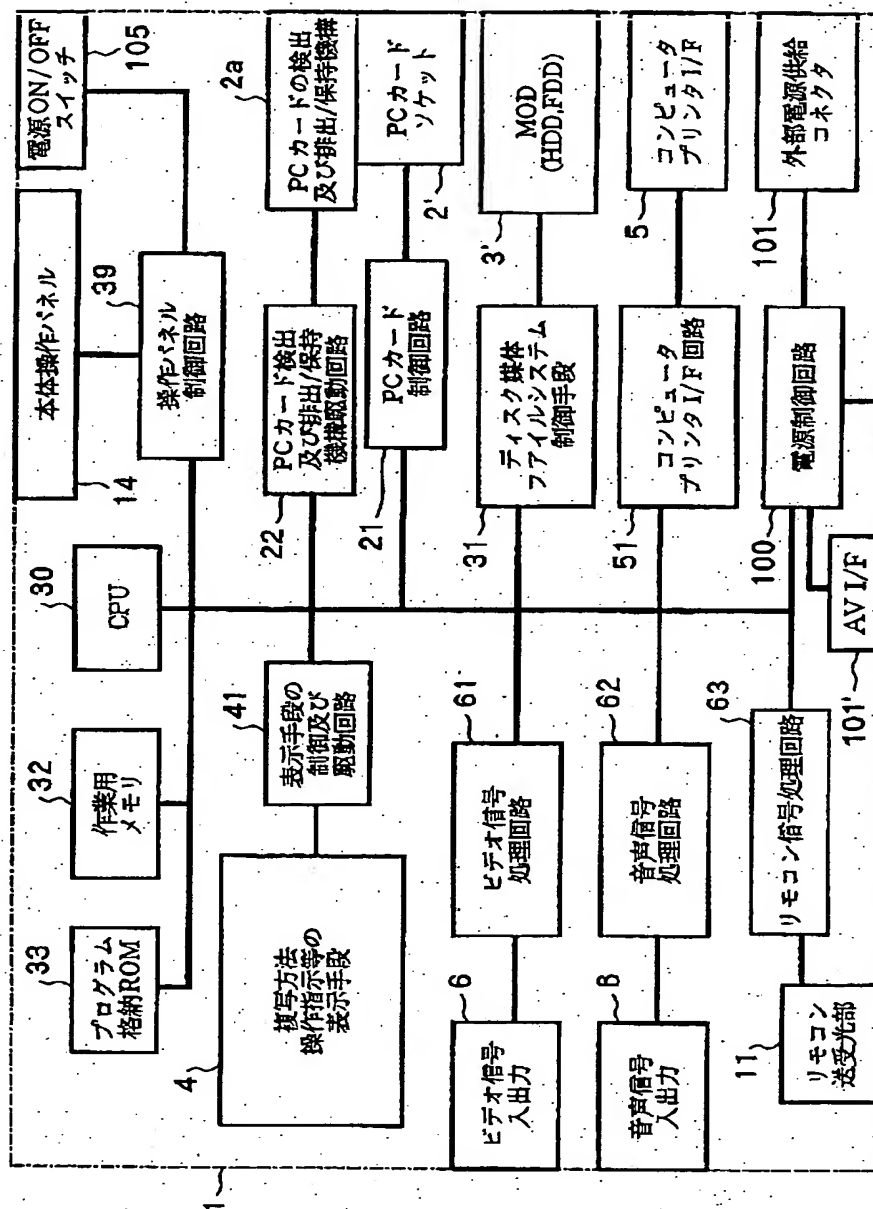 33
プログラム
格納ROM
32
作業用
メモリ
30
CPU
14
本体操作パネル
39
操作パネル
制御回路
電源ON/OFF
スイッチ
105
4
複写方法
操作指示等の
表示手段
41
表示手段の
制御及び
駆動回路
22
PCカード検出
及び排出/保持
機構駆動回路
2a
PCカードの検出
及び排出/保持機構
21
PCカード
制御回路
2'
PCカード
ソケット
6
ビデオ信号
入出力
61
ビデオ信号
処理回路
31
ディスク媒体
ファイルシステム
制御手段
3'
MOD
(HDD,FDD)
8
音声信号
入出力
62
音声信号
処理回路
51
コンピュータ
プリンタI/F回路
5
コンピュータ
プリンタI/F
11
リモコン
送受光部
63
リモコン信号処理回路
100
電源制御回路
101
外部電源供給
コネクタ
101'
AV I/F
1